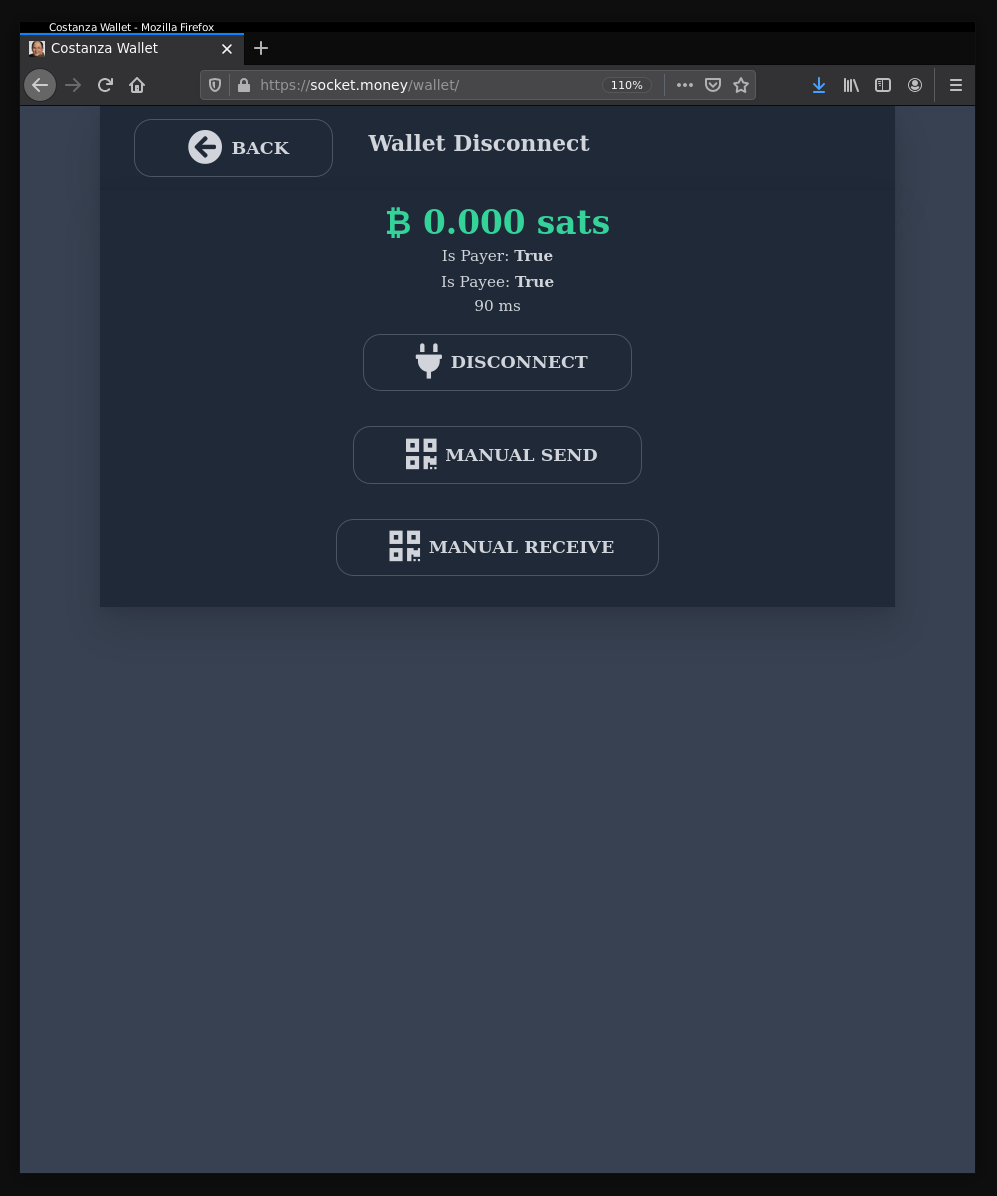 Costanza Wallet - Mozilla Firefox
Costanza Wallet
https://socket.money/wallet/
110%
BACK
Wallet Disconnect
₿ 0.000 sats
Is Payer: True
Is Payee: True
90 ms
DISCONNECT
MANUAL SEND
MANUAL RECEIVE